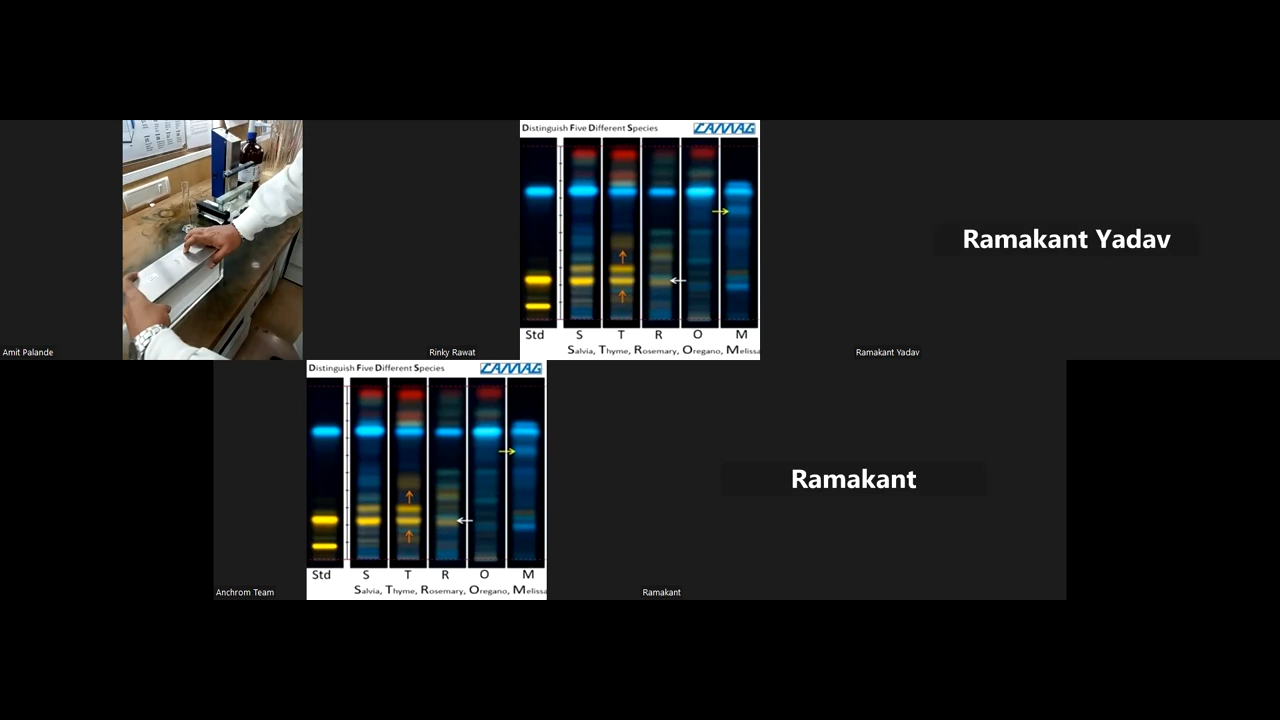 Distinguish Five Different Species
CAMAG
Ramakant Yadav
Std S T R O M
Salvia, Thyme, Rosemary, Oregano, Melissa
Amit Palande
Rinky Rawat
Ramakant Yadav
Distinguish Five Different Species
CAMAG
Ramakant
Std S T R O M
Salvia, Thyme, Rosemary, Oregano, Melissa
Anchrom Team
Ramakant